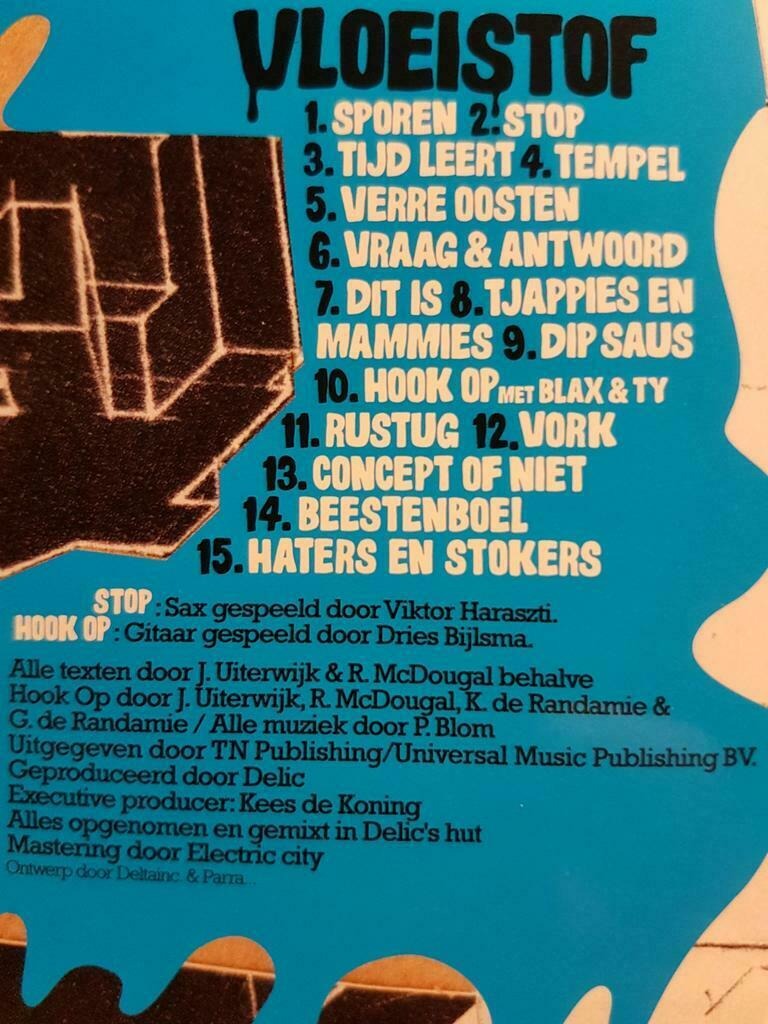 VLOEISTOF
1. SPOREN 2. STOP
3. TIJD LEERT 4. TEMPEL
5. VERRE OOSTEN
6. VRAAG & ANTWOORD
7. DIT IS 8. TJAPPIES EN
MAMMIES 9. DIP SAUS
10. HOOK OP MET BLAX & TY
11. RUSTUG 12. VORK
13. CONCEPT OF NIET
14. BEESTENBOEL
15. HATERS EN STOKERS
STOP : Sax gespeeld door Viktor Haraszti.
HOOK OP : Gitaar gespeeld door Dries Bijlsma.
Alle texten door J. Uiterwijk & R. McDougal behalve
Hook Op door J. Uiterwijk, R. McDougal, K. de Randamie &
G. de Randamie / Alle muziek door P. Blom
Uitgegeven door TN Publishing/Universal Music Publishing BV.
Geproduceerd door Delic
Executive producer: Kees de Koning
Alles opgenomen en gemixt in Delic's hut
Mastering door Electric city
Ontwerp door Deltainc. & Parra...